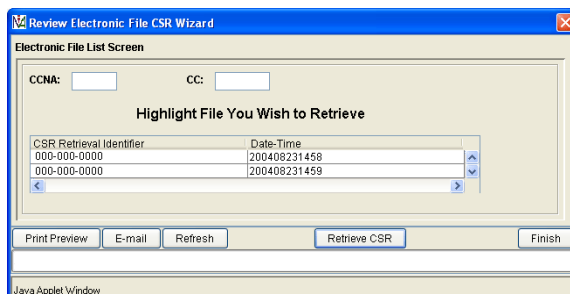 Review Electronic File CSR Wizard
Electronic File List Screen
CCNA: CC:
Highlight File You Wish to Retrieve
CSR Retrieval Identifier Date-Time
000-000-0000 200408231458
000-000-0000 200408231459
Print Preview E-mail Refresh Retrieve CSR Finish
Java Applet Window